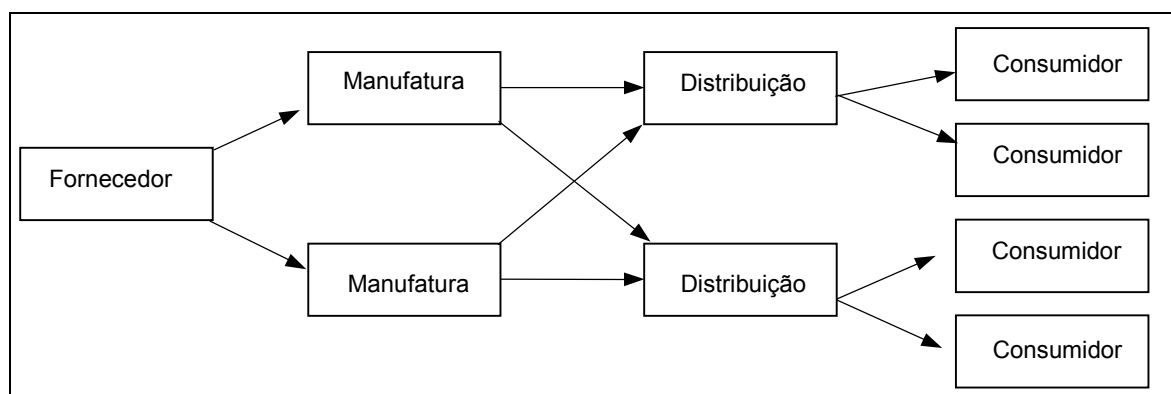 Fornecedor
Manufatura
Manufatura
Distribuição
Distribuição
Consumidor
Consumidor
Consumidor
Consumidor